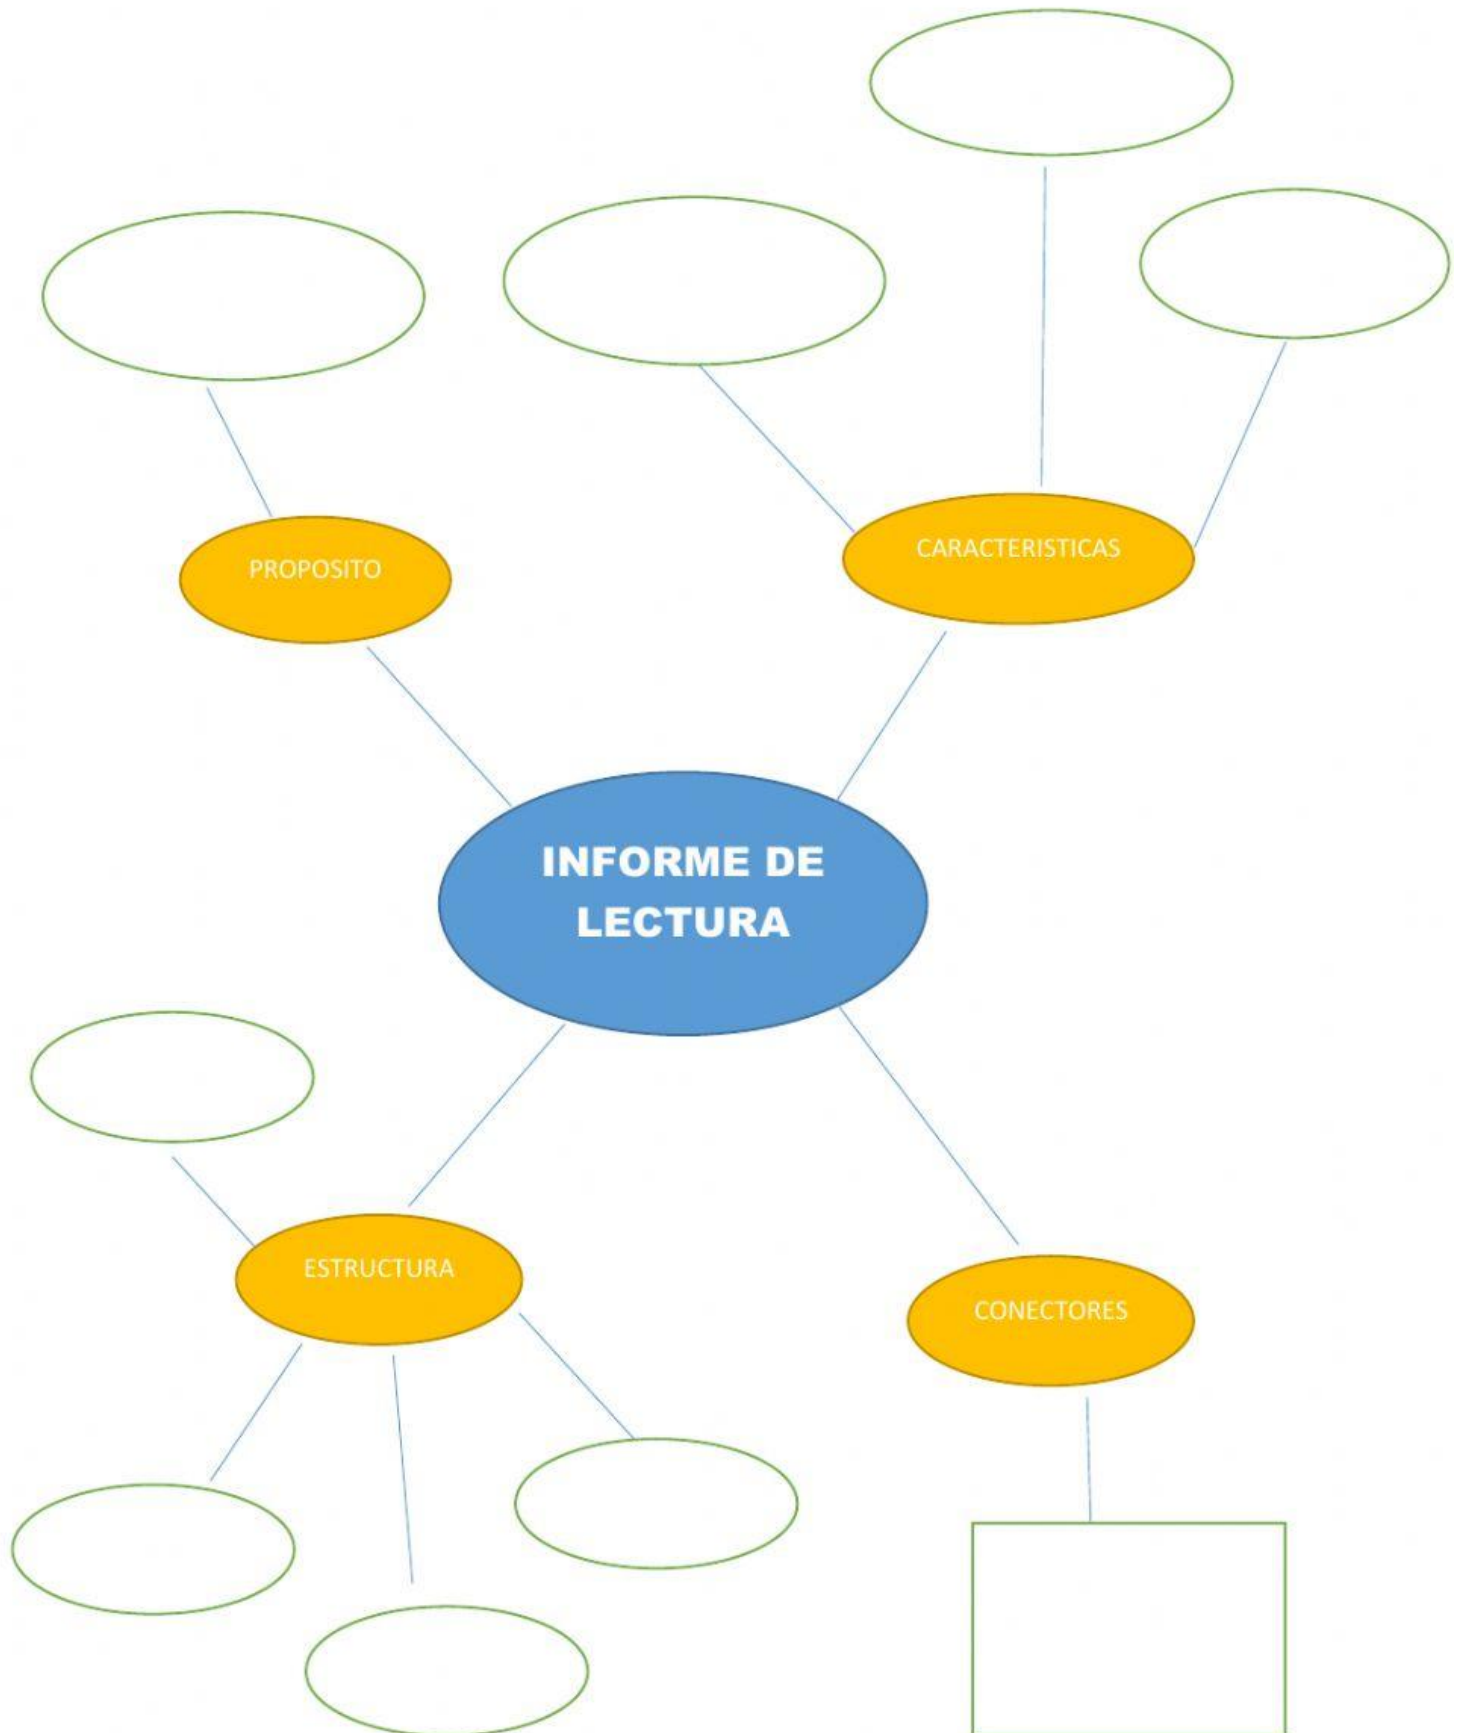 CARACTERISTICAS
PROPOSITO
INFORME DE
LECTURA
ESTRUCTURA
CONECTORES